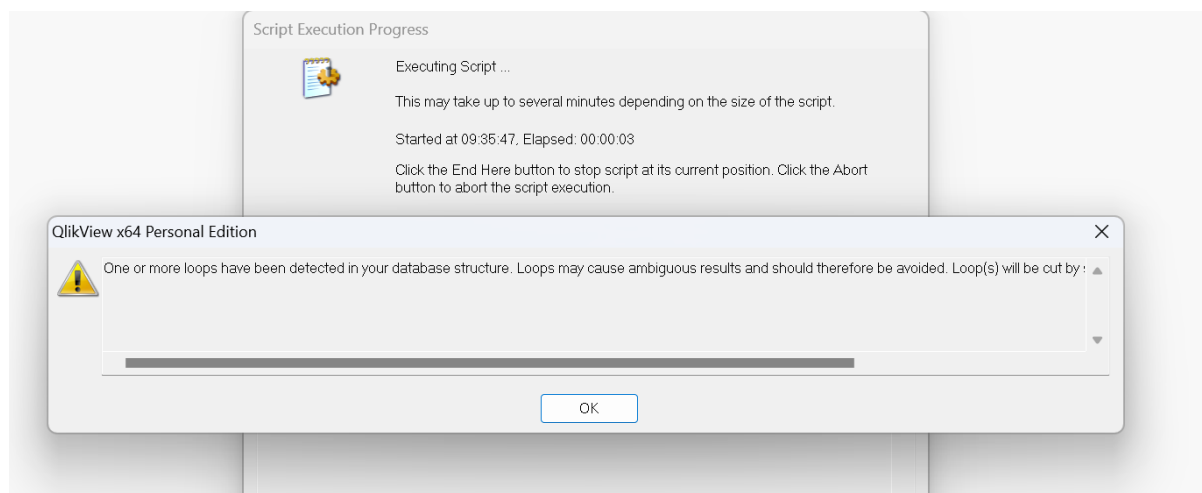 Script Execution Progress
Executing Script ...
This may take up to several minutes depending on the size of the script.
Started at 09:35:47, Elapsed: 00:00:03
Click the End Here button to stop script at its current position. Click the Abort
button to abort the script execution.
QlikView x64 Personal Edition
One or more loops have been detected in your database structure. Loops may cause ambiguous results and should therefore be avoided. Loop(s) will be cut by
OK